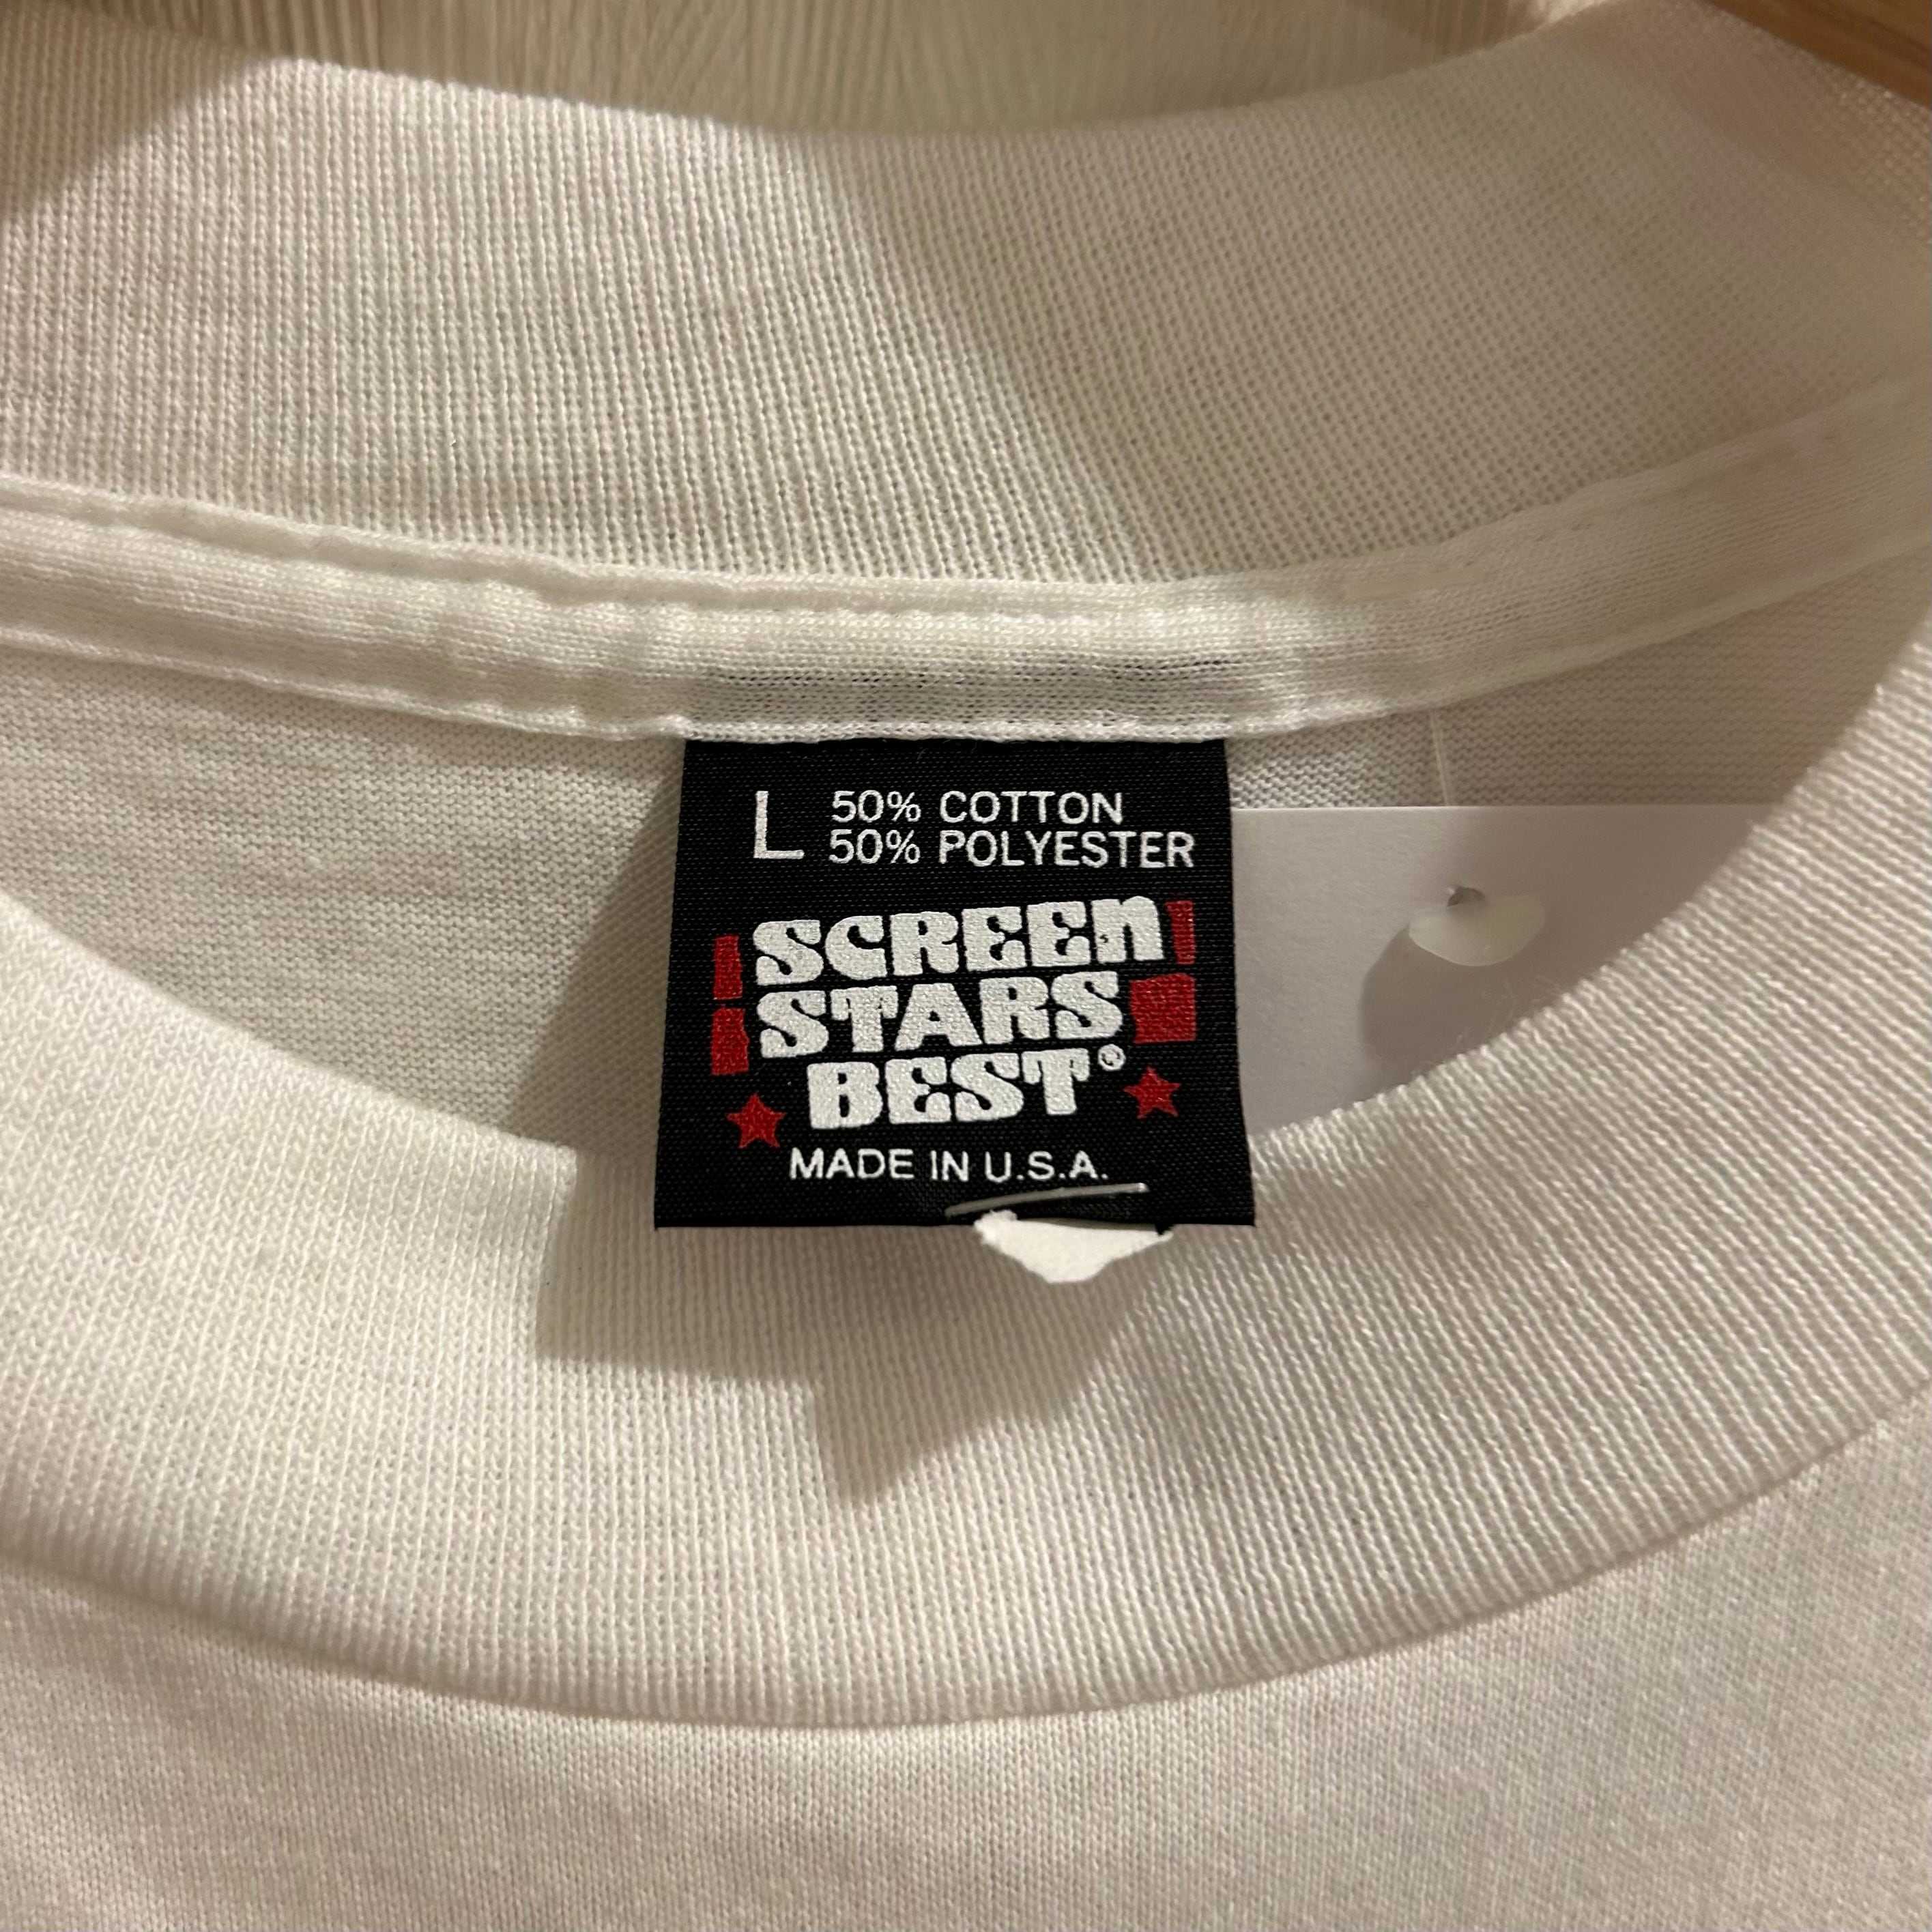 L 50% COTTON
50% POLYESTER
SCREEN
STARS
BEST®
MADE IN U.S.A.